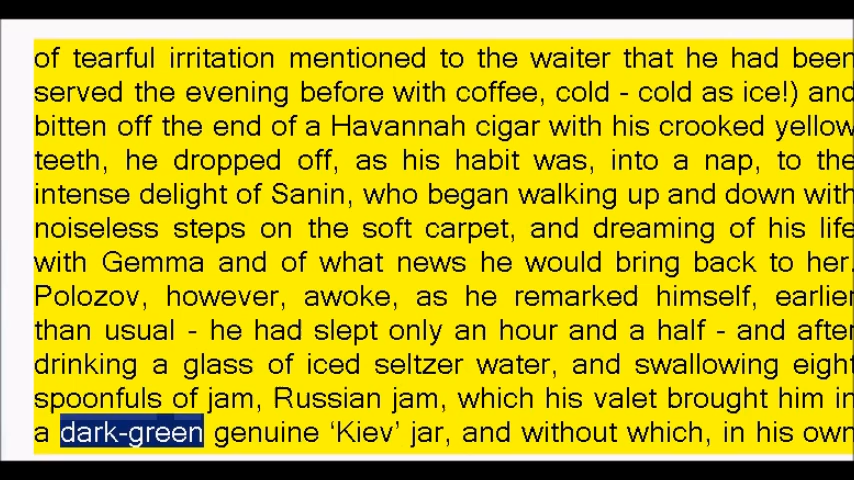 of tearful irritation mentioned to the waiter that he had been
served the evening before with coffee, cold - cold as ice!) and
bitten off the end of a Havannah cigar with his crooked yellow
teeth, he dropped off, as his habit was, into a nap, to the
intense delight of Sanin, who began walking up and down with
noiseless steps on the soft carpet, and dreaming of his life
with Gemma and of what news he would bring back to her.
Polozov, however, awoke, as he remarked himself, earlier
than usual - he had slept only an hour and a half - and after
drinking a glass of iced seltzer water, and swallowing eight
spoonfuls of jam, Russian jam, which his valet brought him in
a dark-green genuine ‘Kiev’ jar, and without which, in his own